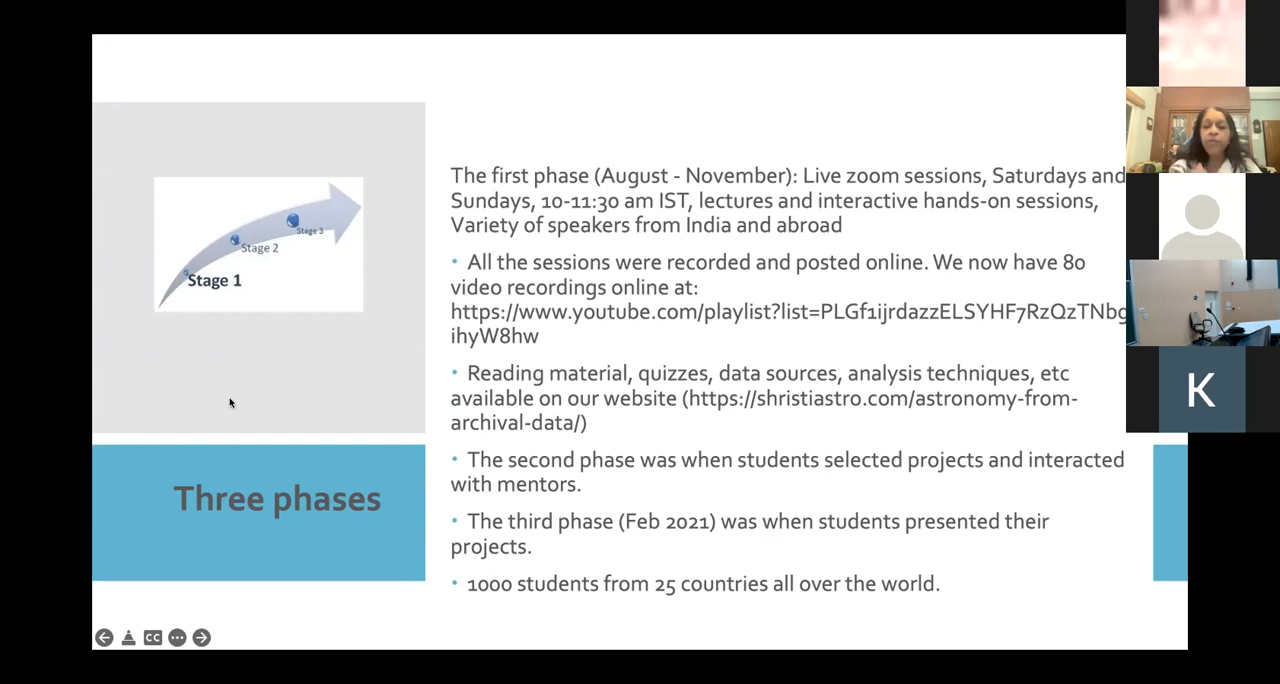 Stage 1
Stage 2
Stage 3
Three phases
The first phase (August - November): Live zoom sessions, Saturdays and
Sundays, 10-11:30 am IST, lectures and interactive hands-on sessions,
Variety of speakers from India and abroad
• All the sessions were recorded and posted online. We now have 80
video recordings online at:
https://www.youtube.com/playlist?list=PLGf1ijrdazzELSYHF7RzQzTNbg
ihyW8hw
• Reading material, quizzes, data sources, analysis techniques, etc
available on our website (https://shristiastro.com/astronomy-from-
archival-data/)
• The second phase was when students selected projects and interacted
with mentors.
• The third phase (Feb 2021) was when students presented their
projects.
• 1000 students from 25 countries all over the world.
CC
K